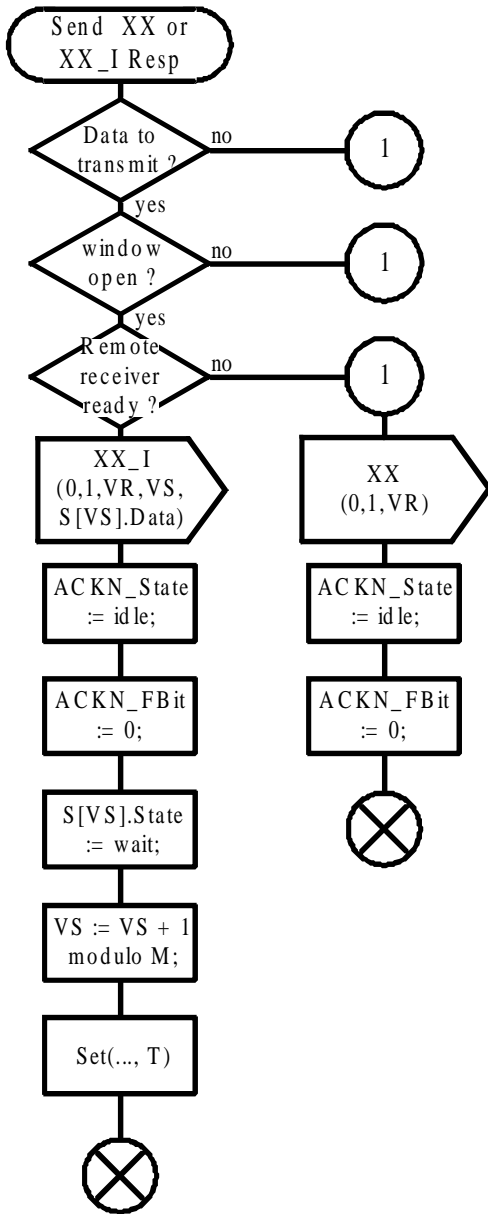 Send XX or
XX_I Resp
Data to
transmit ?
no
1
yes
window
open ?
no
1
yes
Remote
receiver
ready ?
no
1
XX_I
(0,1,VR,VS,
S[VS].Data)
XX
(0,1,VR)
ACKN_State
:= idle;
ACKN_State
:= idle;
ACKN_FBit
:= 0;
ACKN_FBit
:= 0;
S[VS].State
:= wait;
VS := VS + 1
modulo M;
Set(..., T)